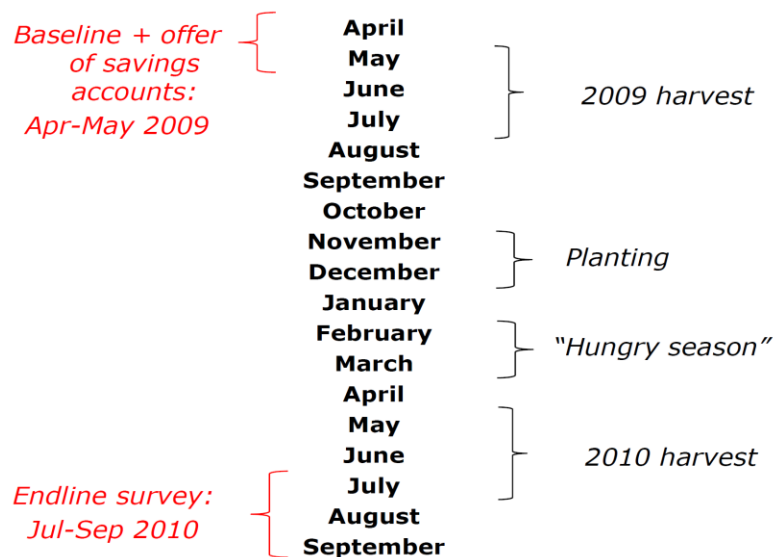 Baseline + offer
of savings
accounts:
Apr-May 2009
April
May
June
July
August
September
October
November
December
January
February
March
April
May
June
July
August
September
2009 harvest
Planting
“Hungry season”
2010 harvest
Endline survey:
Jul-Sep 2010